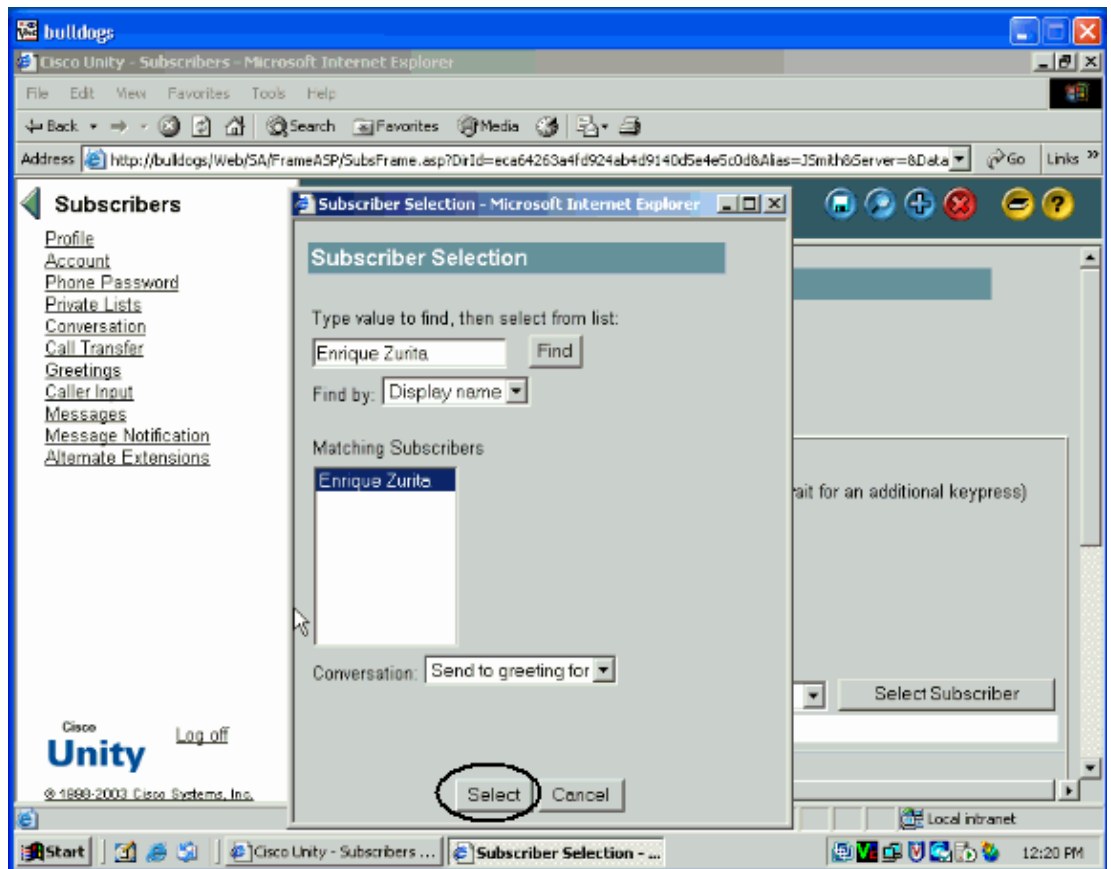 bulldogs
Cisco Unity - Subscribers - Microsoft Internet Explorer
File Edit View Favorites Tools Help
Back Search Favorites Media
Address http://bulldogs/Web/SA/FrameASP/SubsFrame.asp?DirId=eca64263a4fd924ab4d9140d5e4e5c0d&Alias=JSmith&Server=&Data Go Links »
Subscribers
Profile
Account
Phone Password
Private Lists
Conversation
Call Transfer
Greetings
Caller Input
Messages
Message Notification
Alternate Extensions
Cisco
Unity
Log off
© 1998-2003 Cisco Systems, Inc.
Subscriber Selection - Microsoft Internet Explorer
Subscriber Selection
Type value to find, then select from list:
Enrique Zurita Find
Find by: Display name
Matching Subscribers
Enrique Zurita
Conversation: Send to greeting for
Select Cancel
ait for an additional keypress)
Select Subscriber
Local intranet
Start Cisco Unity - Subscribers ... Subscriber Selection - ... 12:20 PM